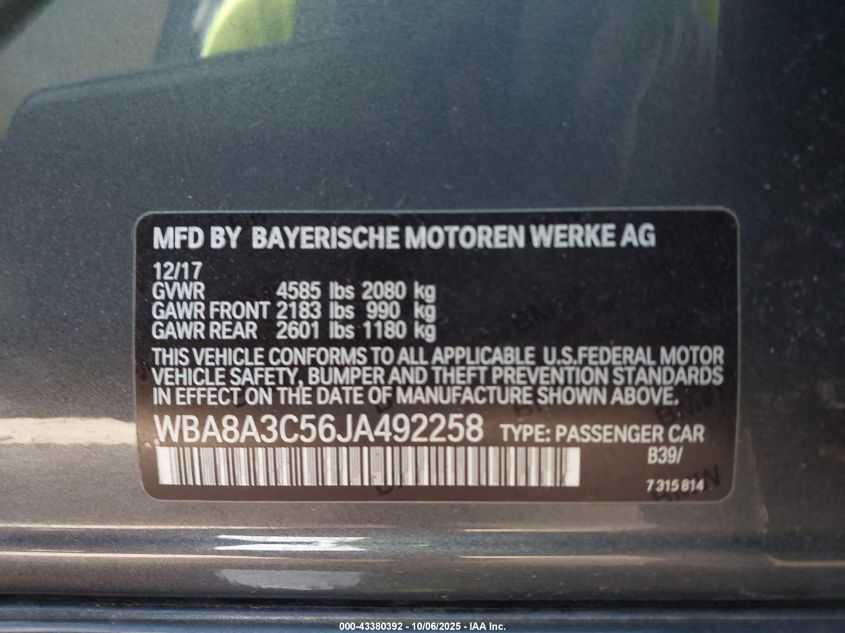 MFD BY BAYERISCHE MOTOREN WERKE AG
12/17
GVWR 4585 lbs 2080 kg
GAWR FRONT 2183 lbs 990 kg
GAWR REAR 2601 lbs 1180 kg
THIS VEHICLE CONFORMS TO ALL APPLICABLE U.S.FEDERAL MOTOR
VEHICLE SAFETY, BUMPER AND THEFT PREVENTION STANDARDS
IN EFFECT ON THE DATE OF MANUFACTURE SHOWN ABOVE.
WBA8A3C56JA492258 TYPE: PASSENGER CAR
B39/
7 315 814
BMW
000-43380392 • 10/06/2025 • IAA Inc.